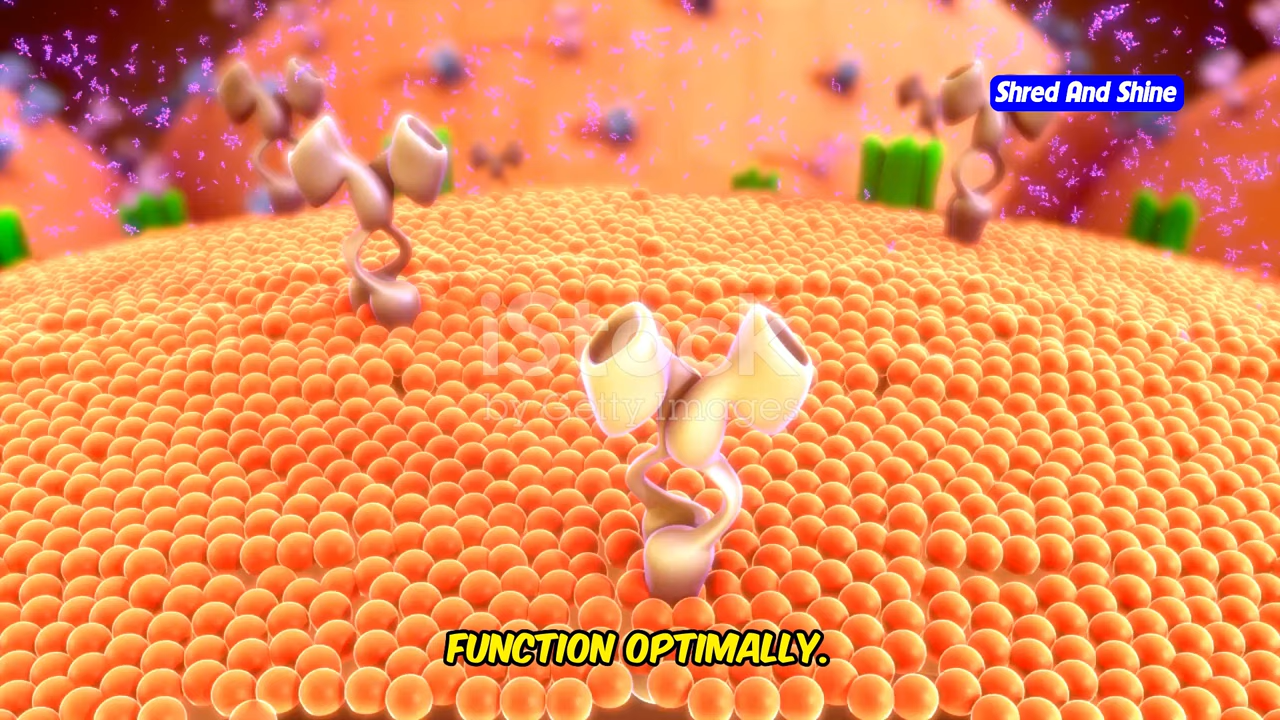 Shred And Shine
iStock
by Getty Images
FUNCTION OPTIMALLY.